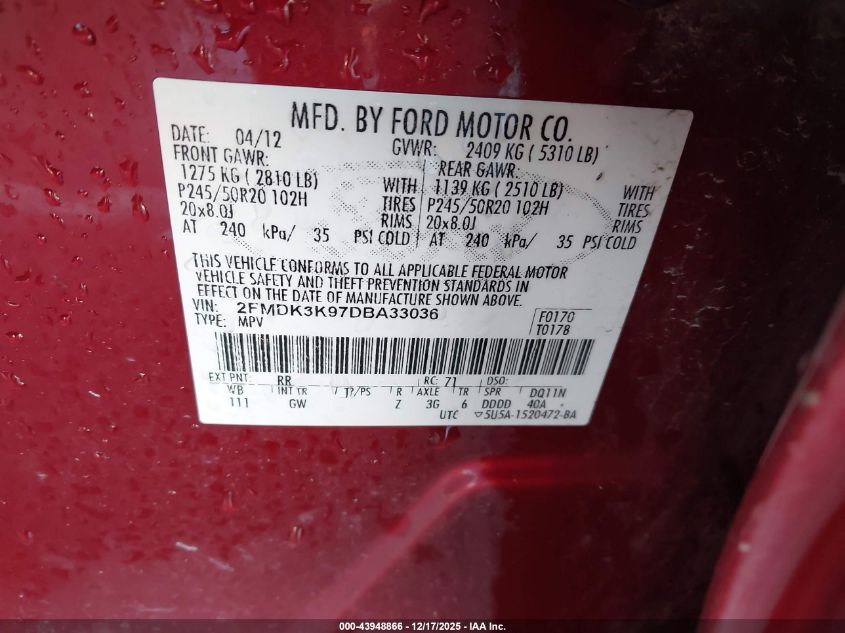 MFD. BY FORD MOTOR CO.
DATE: 04/12 GVWR: 2409 KG ( 5310 LB)
FRONT GAWR: REAR GAWR:
1275 KG ( 2810 LB) WITH 1139 KG ( 2510 LB) WITH
P245/50R20 102H TIRES P245/50R20 102H TIRES
20x8.0J RIMS 20x8.0J RIMS
AT 240 kPa/ 35 PSI COLD AT 240 kPa/ 35 PSI COLD
THIS VEHICLE CONFORMS TO ALL APPLICABLE FEDERAL MOTOR
VEHICLE SAFETY AND THEFT PREVENTION STANDARDS IN
EFFECT ON THE DATE OF MANUFACTURE SHOWN ABOVE.
VIN: 2FMDK3K97DBA33036 F0170
TYPE: MPV T0178
EXT PNT: RR RC: 71 DSO:
WB INT TR TP/PS R AXLE TR SPR DQ11N
111 GW Z 3G 6 DDDD 40A
UTC 5U5A-1520472-BA
000-43948866 - 12/17/2025 - IAA Inc.